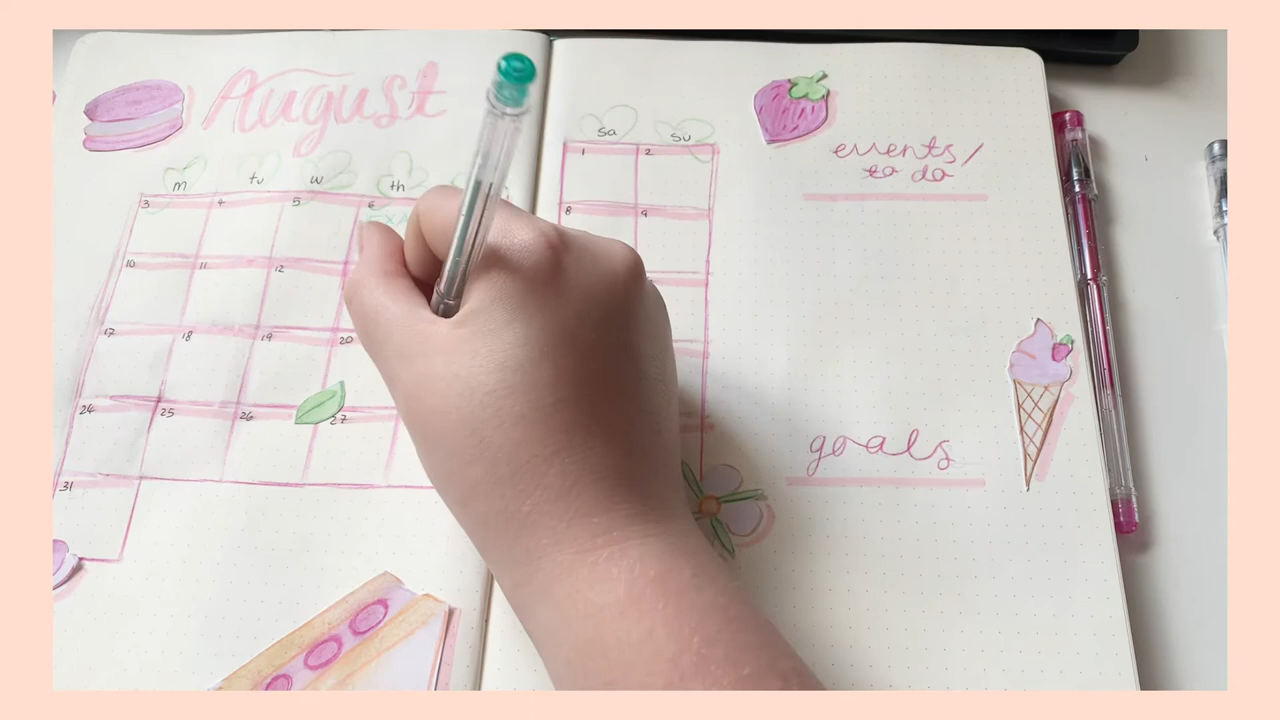 August
m tu w th
3 4 5 6
EXA
10 11 12
17 18 19 20
24 25 26 27
31
sa su
1 2
8 9
events/
to do
goals